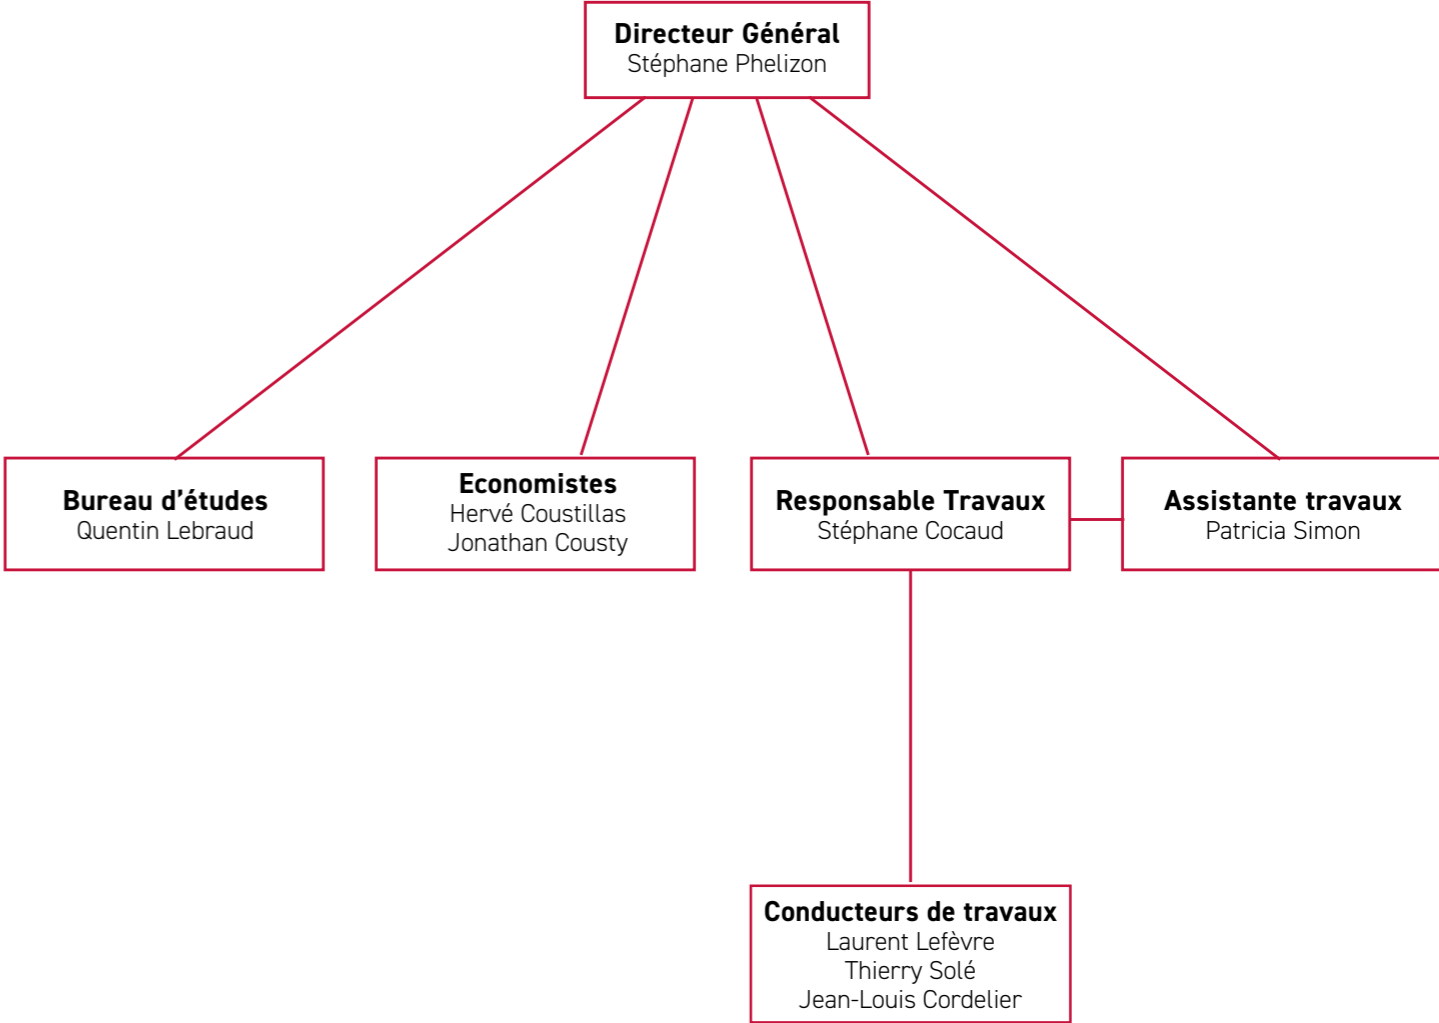 Directeur Général
Stéphane Phelizon
Bureau d’études
Quentin Lebraud
Economistes
Hervé Coustillas
Jonathan Cousty
Responsable Travaux
Stéphane Cocaud
Assistante travaux
Patricia Simon
Conducteurs de travaux
Laurent Lefèvre
Thierry Solé
Jean-Louis Cordelier